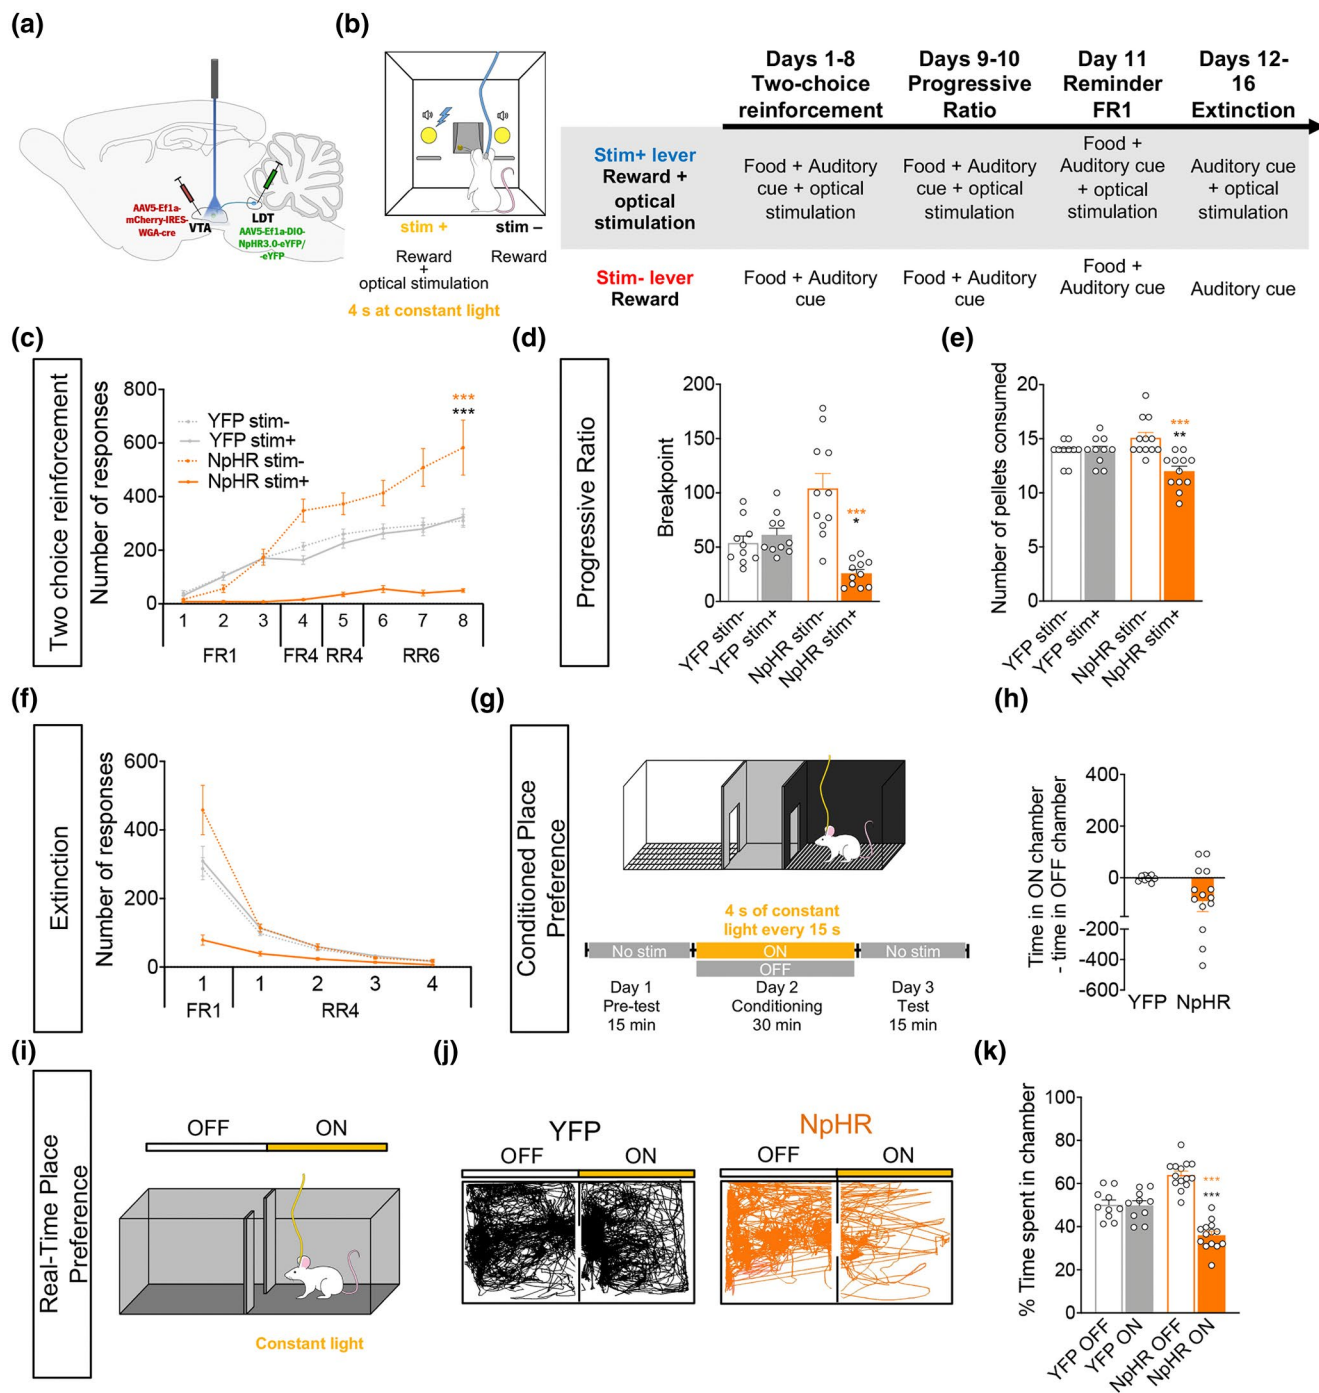 (a)
AAV5-Ef1a-
mCherry-IRES-
WGA-cre
VTA
LDT
AAV5-Ef1a-DIO-
NpHR3.0-eYFP/
-eYFP
(b)
stim +
stim –
Reward
+
optical stimulation
Reward
4 s at constant light
Days 1-8
Two-choice
reinforcement
Days 9-10
Progressive
Ratio
Day 11
Reminder
FR1
Days 12-
16
Extinction
Stim+ lever
Reward +
optical
stimulation
Food + Auditory
cue + optical
stimulation
Food + Auditory
cue + optical
stimulation
Food +
Auditory cue
+ optical
stimulation
Auditory cue
+ optical
stimulation
Stim- lever
Reward
Food + Auditory
cue
Food + Auditory
cue
Food +
Auditory cue
Auditory cue
(c)
Two choice reinforcement
Number of responses
800
600
400
200
0
YFP stim-
YFP stim+
NpHR stim-
NpHR stim+
***
***
1 2 3 4 5 6 7 8
FR1 FR4 RR4 RR6
(d)
Progressive Ratio
Breakpoint
200
150
100
50
0
***
*
YFP stim-
YFP stim+
NpHR stim-
NpHR stim+
(e)
Number of pellets consumed
20
15
10
5
0
***
**
YFP stim-
YFP stim+
NpHR stim-
NpHR stim+
(f)
Extinction
Number of responses
600
400
200
0
1 1 2 3 4
FR1 RR4
(g)
Conditioned Place
Preference
4 s of constant
light every 15 s
No stim
ON
OFF
No stim
Day 1
Pre-test
15 min
Day 2
Conditioning
30 min
Day 3
Test
15 min
(h)
Time in ON chamber
- time in OFF chamber
400
200
0
-200
-400
-600
YFP NpHR
(i)
Real-Time Place
Preference
OFF ON
Constant light
(j)
YFP
OFF ON
NpHR
OFF ON
(k)
% Time spent in chamber
100
80
60
40
20
0
***
***
YFP OFF
YFP ON
NpHR OFF
NpHR ON